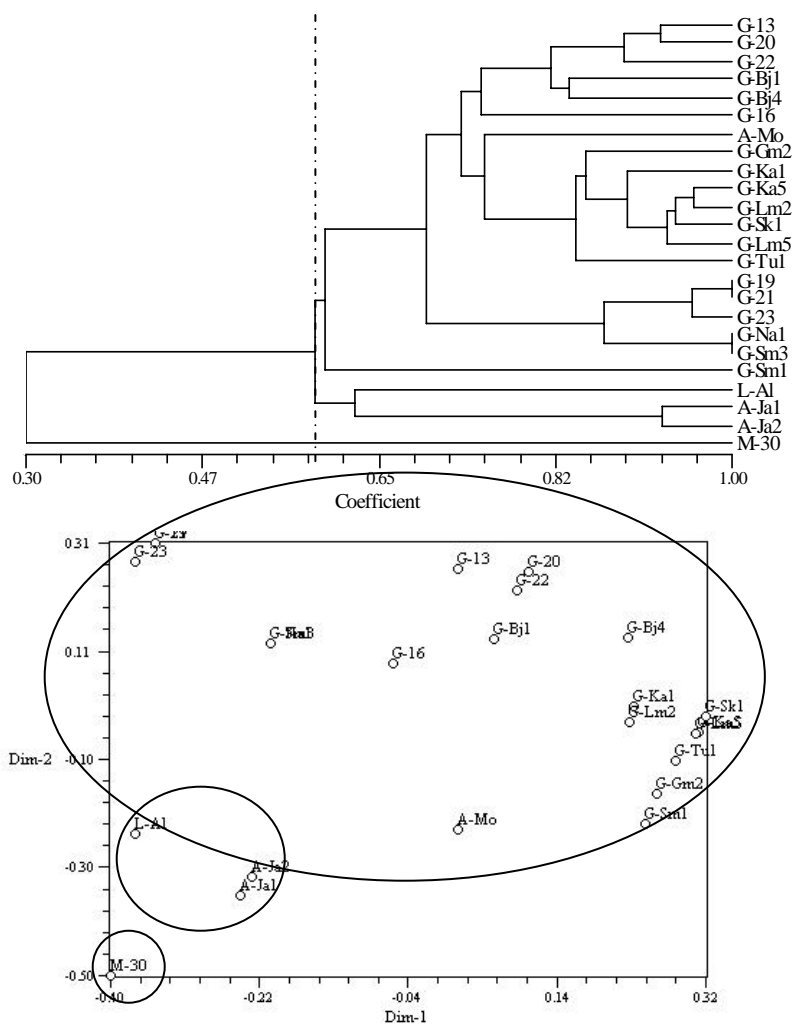 G-13
G-20
G-22
G-Bj1
G-Bj4
G-16
A-Mo
G-Gm2
G-Ka1
G-Ka5
G-Lm2
G-Sk1
G-Lm5
G-Tu1
G-19
G-21
G-23
G-Na1
G-Sm3
G-Sm1
L-Al
A-Ja1
A-Ja2
M-30
0.30 0.47 0.65 0.82 1.00
Coefficient
0.31
G-23
G-13
G-20
G-22
G-Bj1
G-Bj4
0.11
G-16
G-Ka1
G-Lm2
G-Sk1
G-Tu1
Dim-2
-0.10
G-Gm2
G-Sm1
L-Al
A-Mo
-0.30
A-Ja2
A-Ja1
M-30
-0.50
-0.40 -0.22 -0.04 0.14 0.32
Dim-1